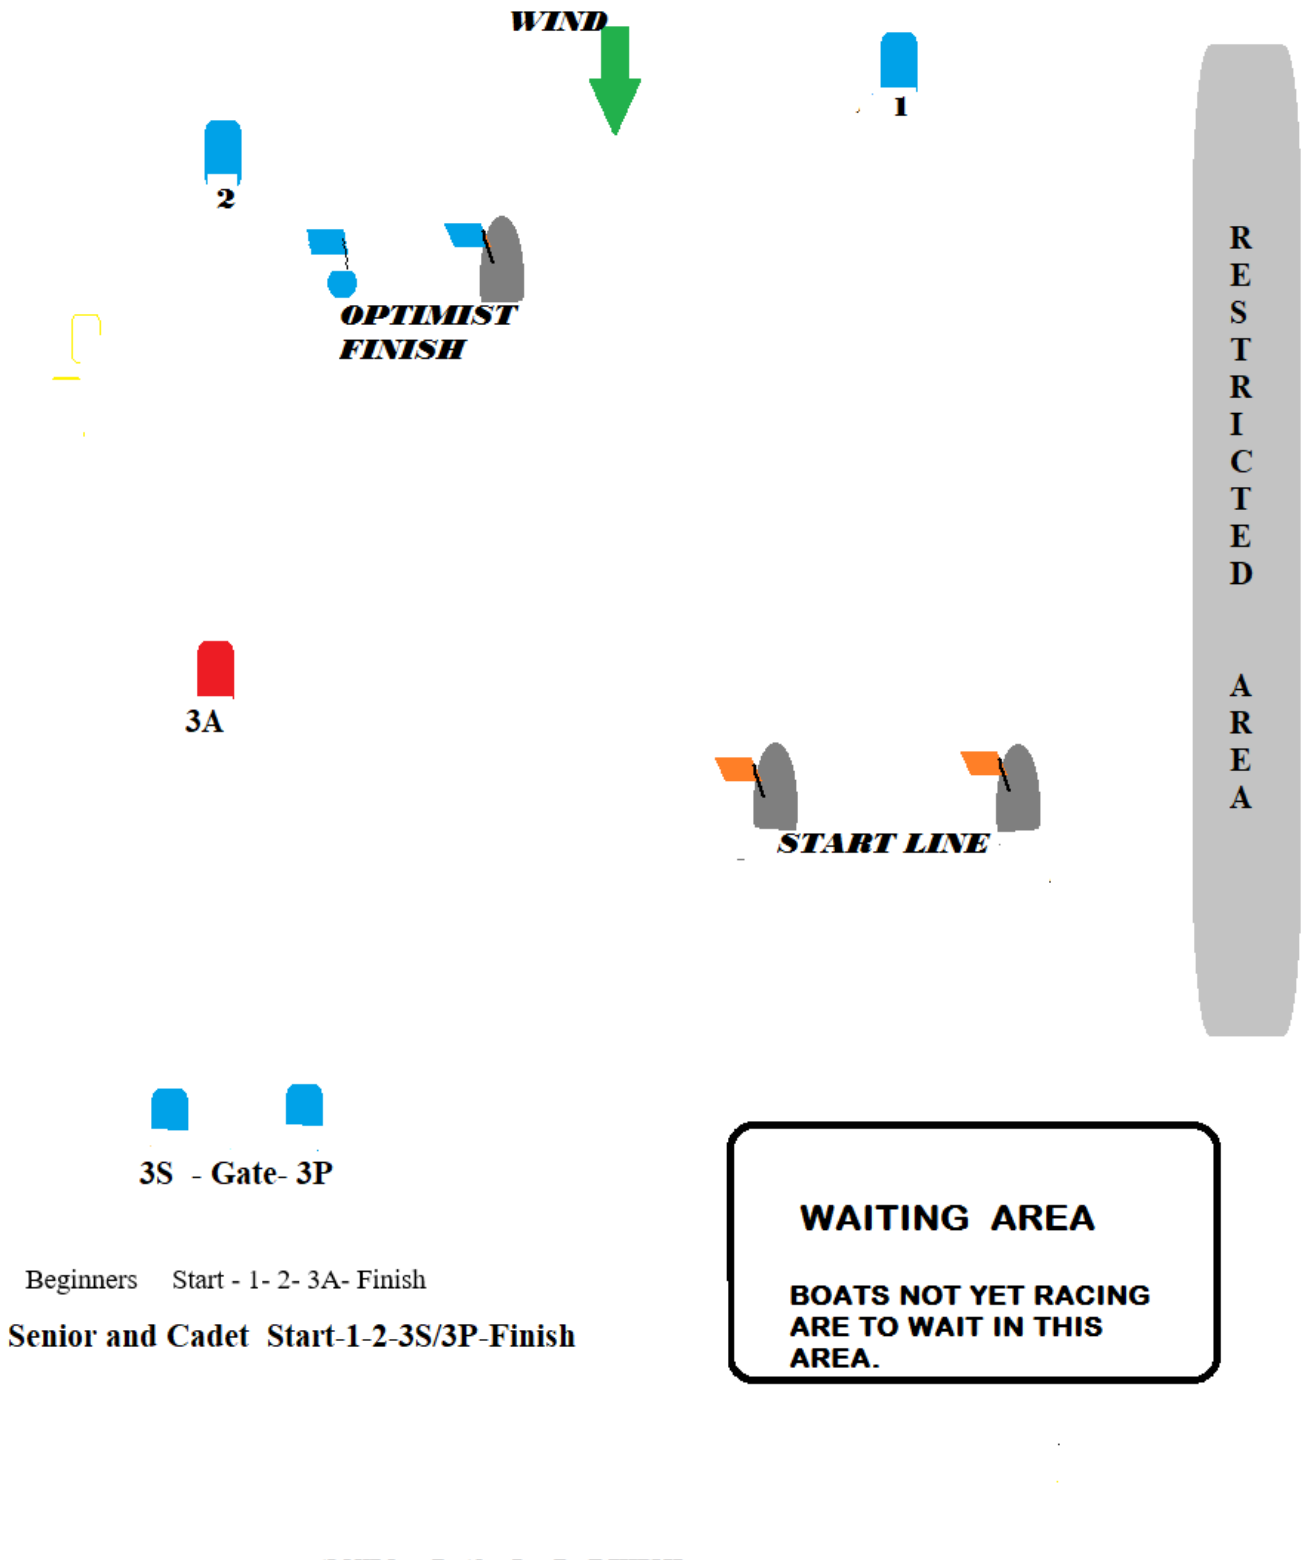 WIND
1
2
OPTIMIST
FINISH
R
E
S
T
R
I
C
T
E
D
A
R
E
A
3A
START LINE
3S - Gate- 3P
WAITING AREA
BOATS NOT YET RACING
ARE TO WAIT IN THIS
AREA.
Beginners Start - 1- 2- 3A- Finish
Senior and Cadet Start-1-2-3S/3P-Finish